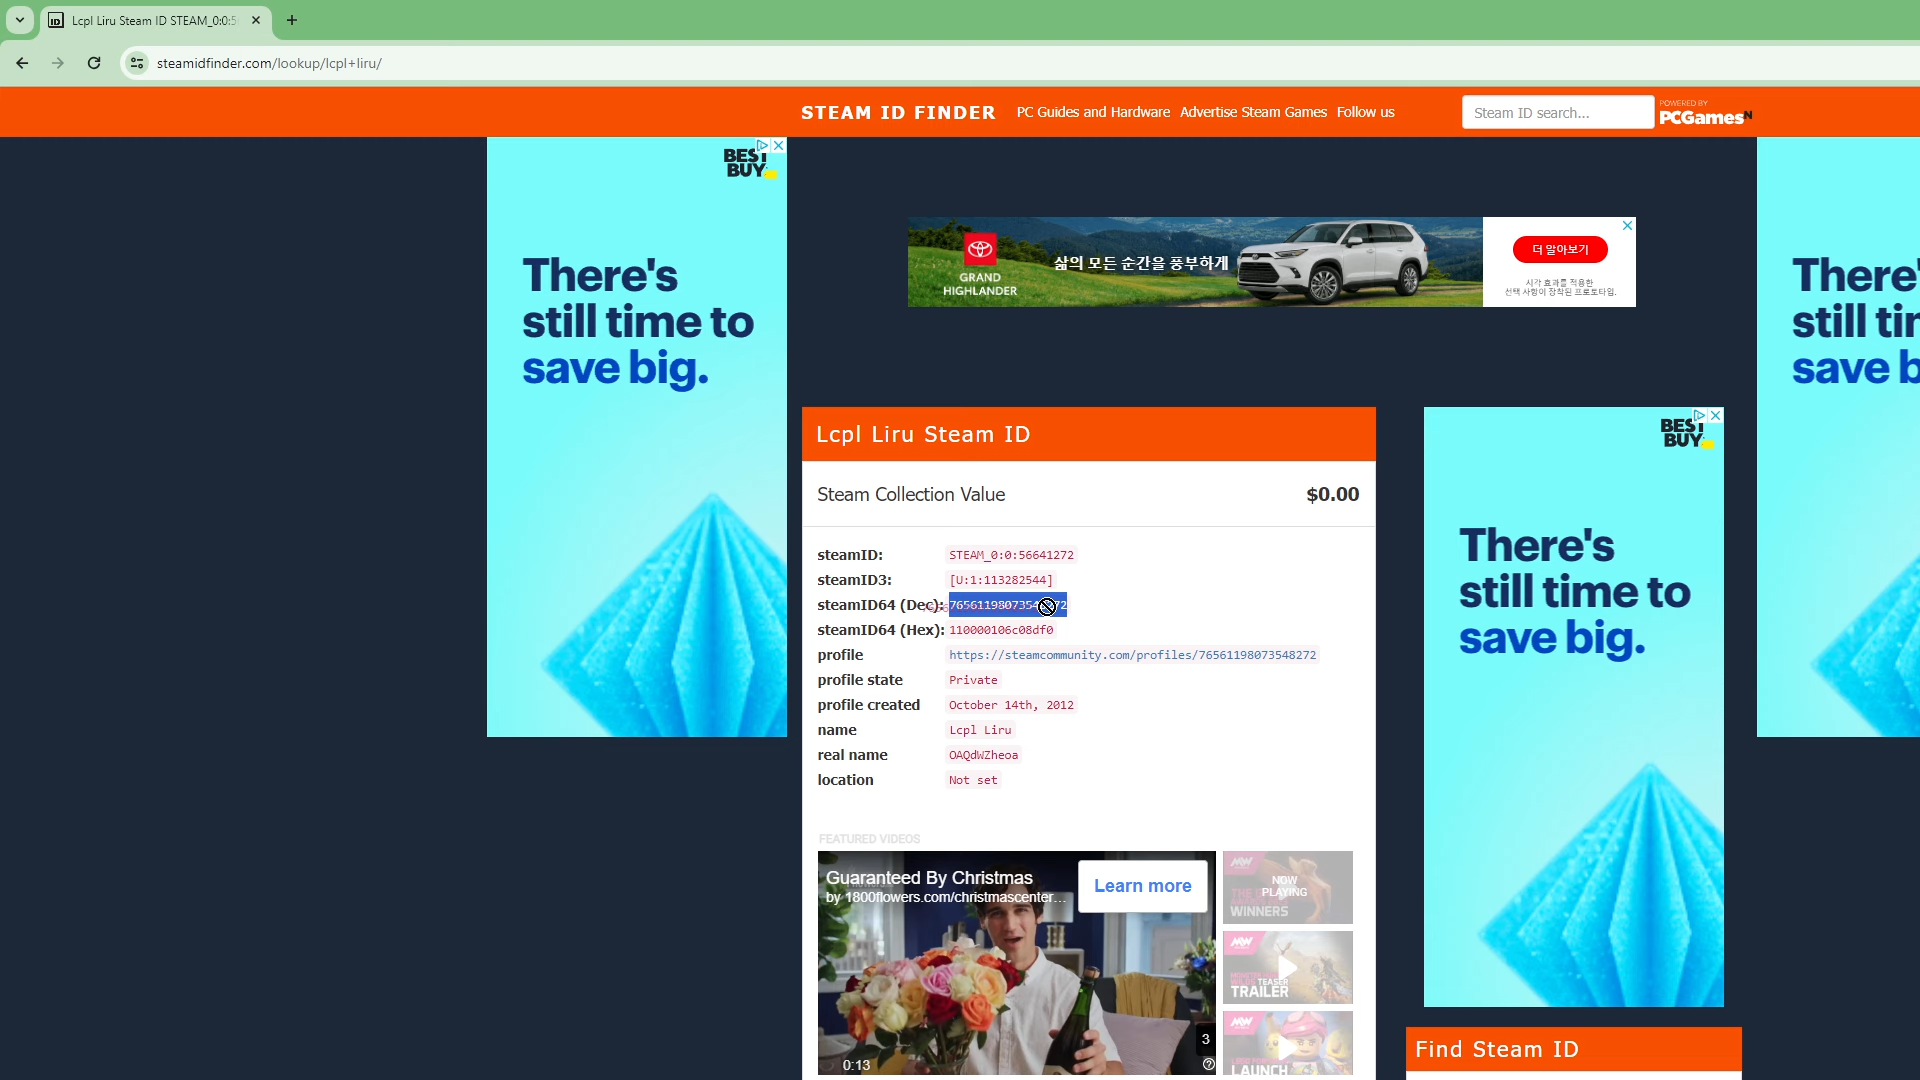 Lcpl Liru Steam ID STEAM_0:0:5
steamidfinder.com/lookup/lcpl+liru/
STEAM ID FINDER PC Guides and Hardware Advertise Steam Games Follow us Steam ID search... POWERED BY PCGamesN
BEST BUY
There's
still time to
save big.
GRAND
HIGHLANDER
삶의 모든 순간을 풍부하게
더 알아보기
시각 효과를 적용한
선택 사항이 장착된 프로토타입.
There'
still tir
save b
Lcpl Liru Steam ID
Steam Collection Value $0.00
steamID: STEAM_0:0:56641272
steamID3: [U:1:113282544]
steamID64 (Dec):
steamID64 (Hex): 110000106c08df0
profile https://steamcommunity.com/profiles/76561198073548272
profile state Private
profile created October 14th, 2012
name Lcpl Liru
real name OAQdWZheoa
location Not set
BEST BUY
There's
still time to
save big.
FEATURED VIDEOS
Guaranteed By Christmas
by 1800flowers.com/christmascenter...
Learn more
0:13
3
NOW
PLAYING
WINNERS
TEASER
TRAILER
LAUNCH
Find Steam ID